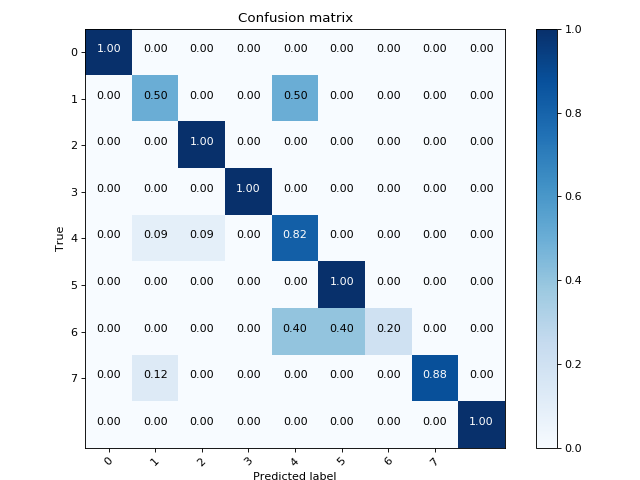 Confusion matrix
0 1.00 0.00 0.00 0.00 0.00 0.00 0.00 0.00 0.00
1 0.00 0.50 0.00 0.00 0.50 0.00 0.00 0.00 0.00
2 0.00 0.00 1.00 0.00 0.00 0.00 0.00 0.00 0.00
3 0.00 0.00 0.00 1.00 0.00 0.00 0.00 0.00 0.00
4 0.00 0.09 0.09 0.00 0.82 0.00 0.00 0.00 0.00
5 0.00 0.00 0.00 0.00 0.00 1.00 0.00 0.00 0.00
6 0.00 0.00 0.00 0.00 0.40 0.40 0.20 0.00 0.00
7 0.00 0.12 0.00 0.00 0.00 0.00 0.00 0.88 0.00
0.00 0.00 0.00 0.00 0.00 0.00 0.00 0.00 1.00
0 1 2 3 4 5 6 7
True
Predicted label
1.0
0.8
0.6
0.4
0.2
0.0